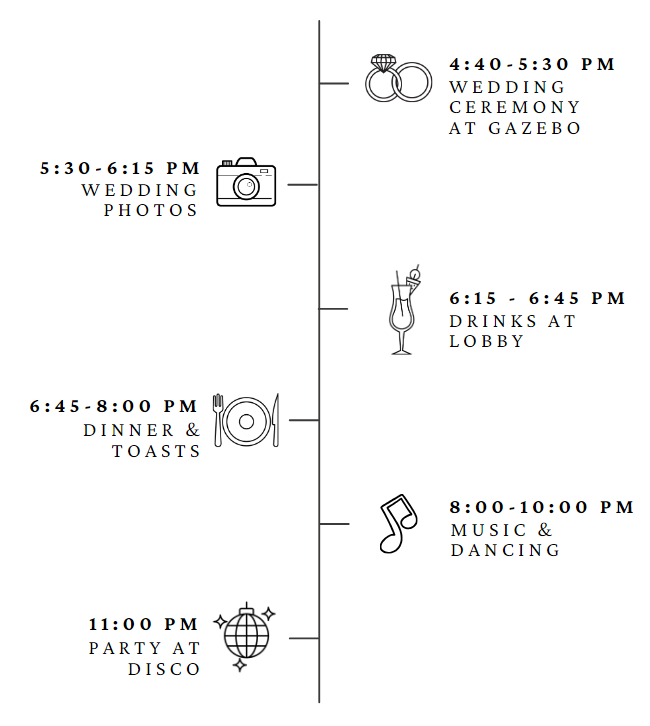 4:40-5:30 PM
WEDDING
CEREMONY
AT GAZEBO
5:30-6:15 PM
WEDDING
PHOTOS
6:15 - 6:45 PM
DRINKS AT
LOBBY
6:45-8:00 PM
DINNER &
TOASTS
8:00-10:00 PM
MUSIC &
DANCING
11:00 PM
PARTY AT
DISCO